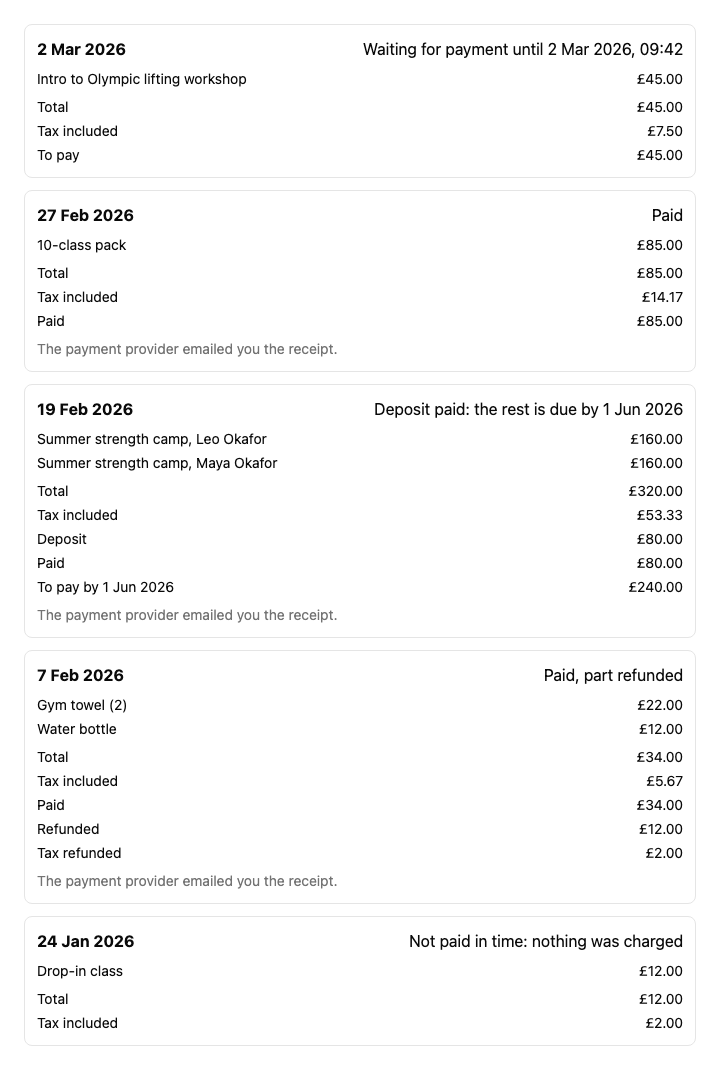 2 Mar 2026 Waiting for payment until 2 Mar 2026, 09:42
Intro to Olympic lifting workshop £45.00
Total £45.00
Tax included £7.50
To pay £45.00
27 Feb 2026 Paid
10-class pack £85.00
Total £85.00
Tax included £14.17
Paid £85.00
The payment provider emailed you the receipt.
19 Feb 2026 Deposit paid: the rest is due by 1 Jun 2026
Summer strength camp, Leo Okafor £160.00
Summer strength camp, Maya Okafor £160.00
Total £320.00
Tax included £53.33
Deposit £80.00
Paid £80.00
To pay by 1 Jun 2026 £240.00
The payment provider emailed you the receipt.
7 Feb 2026 Paid, part refunded
Gym towel (2) £22.00
Water bottle £12.00
Total £34.00
Tax included £5.67
Paid £34.00
Refunded £12.00
Tax refunded £2.00
The payment provider emailed you the receipt.
24 Jan 2026 Not paid in time: nothing was charged
Drop-in class £12.00
Total £12.00
Tax included £2.00